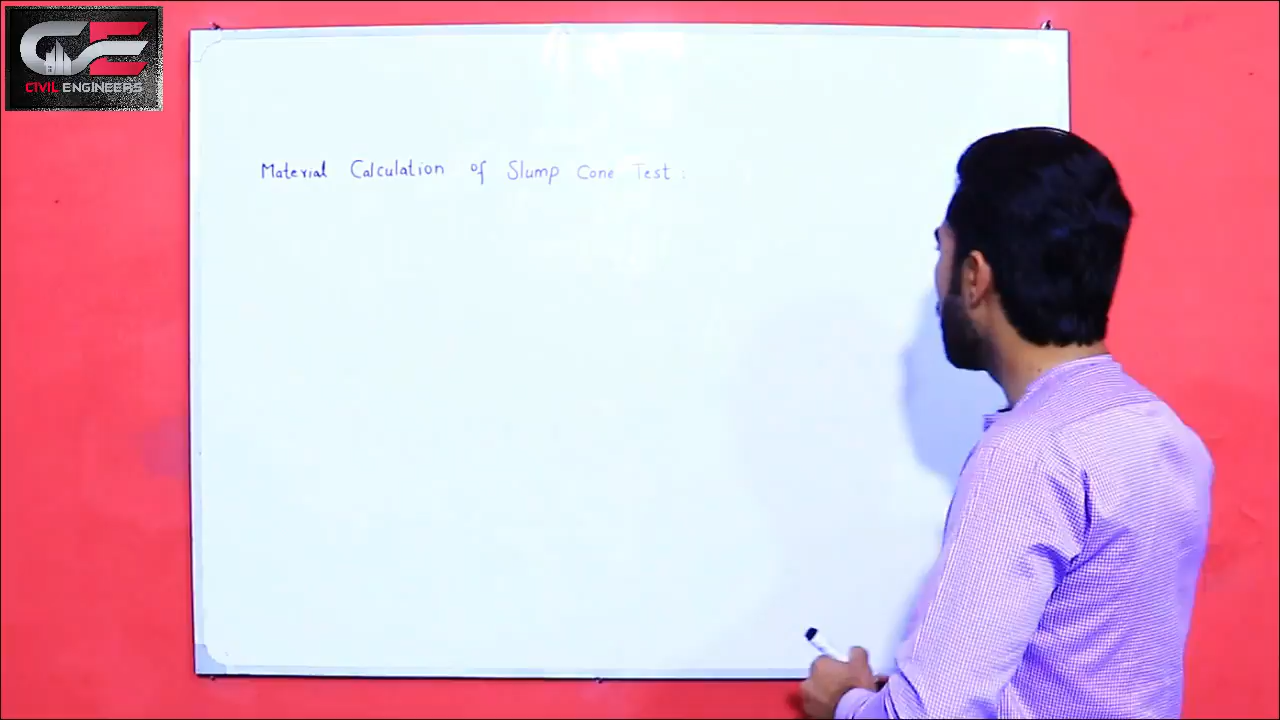 CIVIL ENGINEERS
Material Calculation of Slump Cone Test :